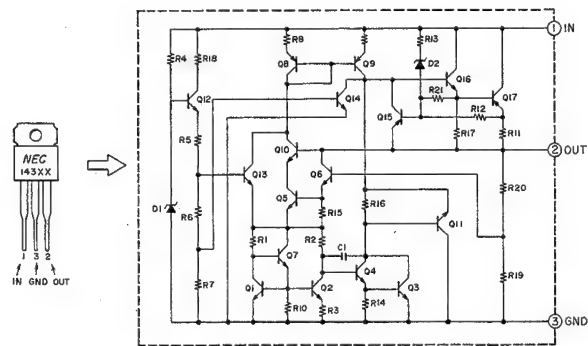 NEC
143XX
1 3 2
IN GND OUT
1 IN
R4 R18 R8 R13
Q8 Q9 D2 Q16
Q12 Q14 R21 Q17
Q15 R12
R5 R17 R11
Q10 2 OUT
Q13 Q6
Q5 R20
D1 R6 R15 R16 Q11
R1 R2 C1
Q7 Q4 R19
R7 Q1 Q2 Q3
R10 R3 R14
3 GND